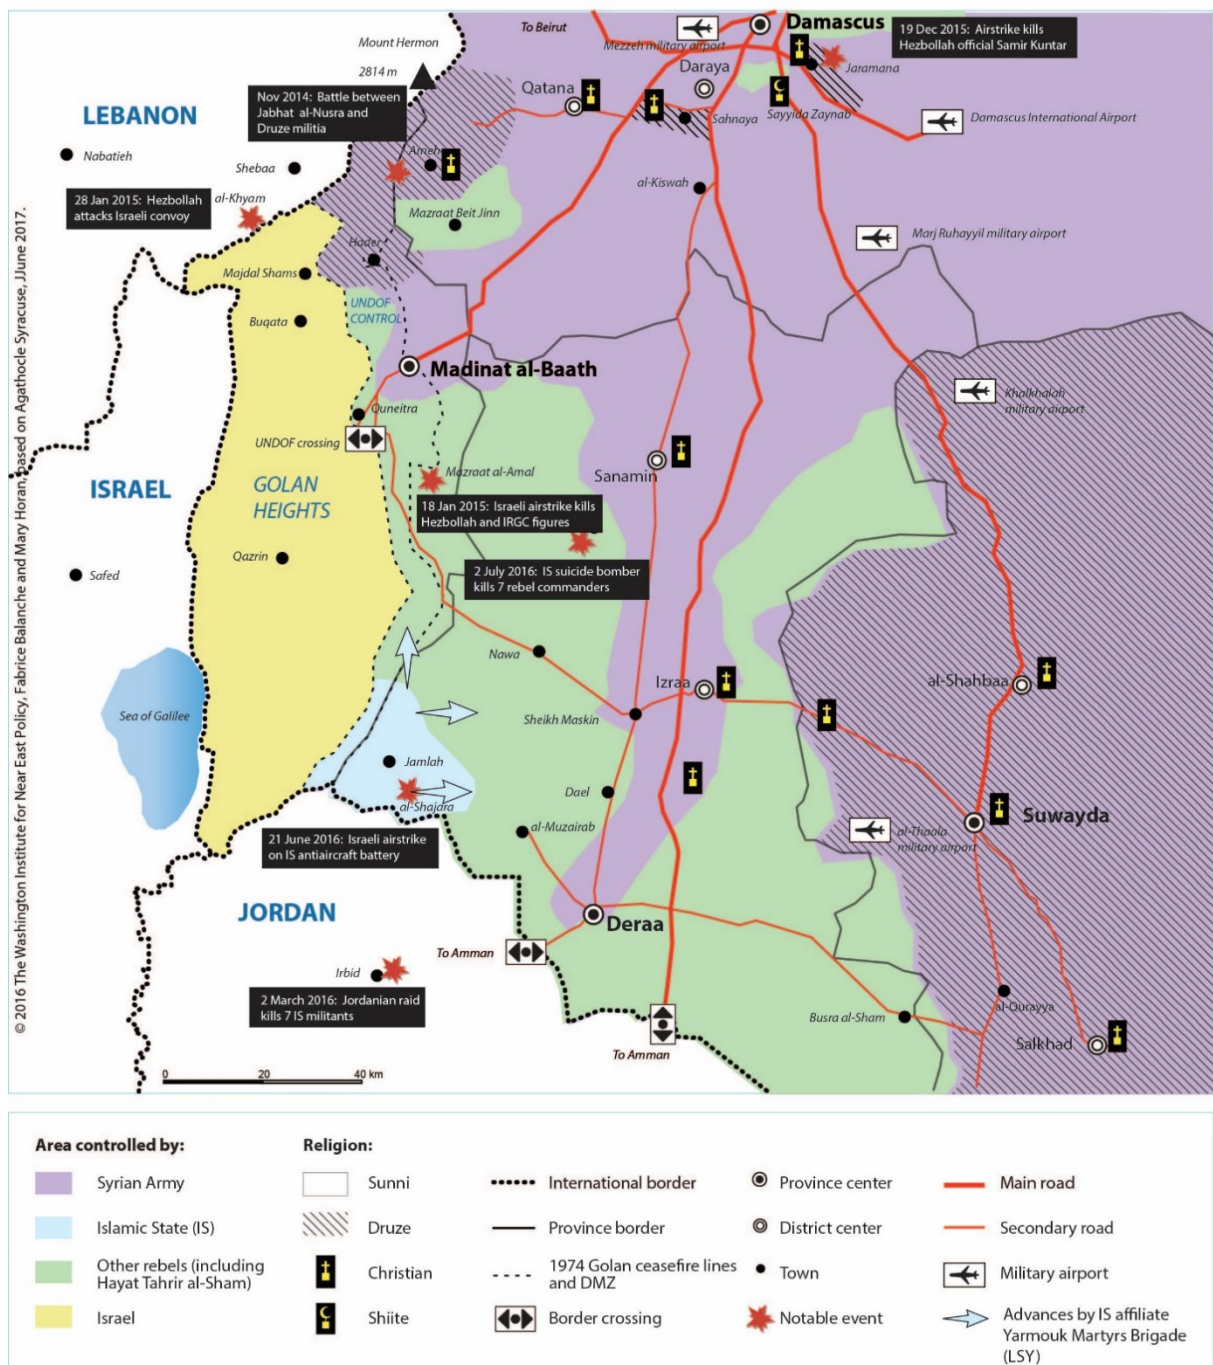 To Beirut
Mezzeh military airport
Damascus
19 Dec 2015: Airstrike kills
Hezbollah official Samir Kuntar
Mount Hermon
2814 m
Daraya
Jaramana
Qatana
LEBANON
Nov 2014: Battle between
Jabhat al-Nusra and
Druze militia
Sahnaya
Sayyida Zaynab
Damascus International Airport
Nabatieh
Shebaa
Arneh
28 Jan 2015: Hezbollah
attacks Israeli convoy
al-Khyam
al-Kiswah
Mazraat Beit Jinn
Marj Ruhayyil military airport
Hader
Majdal Shams
UNDOF
CONTROL
Buqata
Madinat al-Baath
Khalkhalah
military airport
Quneitra
UNDOF crossing
ISRAEL
GOLAN
HEIGHTS
Mazraat al-Amal
Sanamin
18 Jan 2015: Israeli airstrike kills
Hezbollah and IRGC figures
Qazrin
Safed
2 July 2016: IS suicide bomber
kills 7 rebel commanders
Nawa
Izraa
al-Shahbaa
Sea of Galilee
Sheikh Maskin
Jamlah
al-Shajara
Dael
al-Muzairab
Suwayda
al-Thaola
military airport
21 June 2016: Israeli airstrike
on IS antiaircraft battery
JORDAN
Deraa
To Amman
Irbid
2 March 2016: Jordanian raid
kills 7 IS militants
al-Qurayya
Busra al-Sham
Salkhad
To Amman
0 20 40 km
© 2016 The Washington Institute for Near East Policy, Fabrice Balanche and Mary Horan, based on Agathocle Syracuse, JJune 2017.
Area controlled by:
Syrian Army
Islamic State (IS)
Other rebels (including
Hayat Tahrir al-Sham)
Israel
Religion:
Sunni
Druze
Christian
Shiite
International border
Province border
1974 Golan ceasefire lines
and DMZ
Border crossing
Province center
District center
Town
Notable event
Main road
Secondary road
Military airport
Advances by IS affiliate
Yarmouk Martyrs Brigade
(LSY)